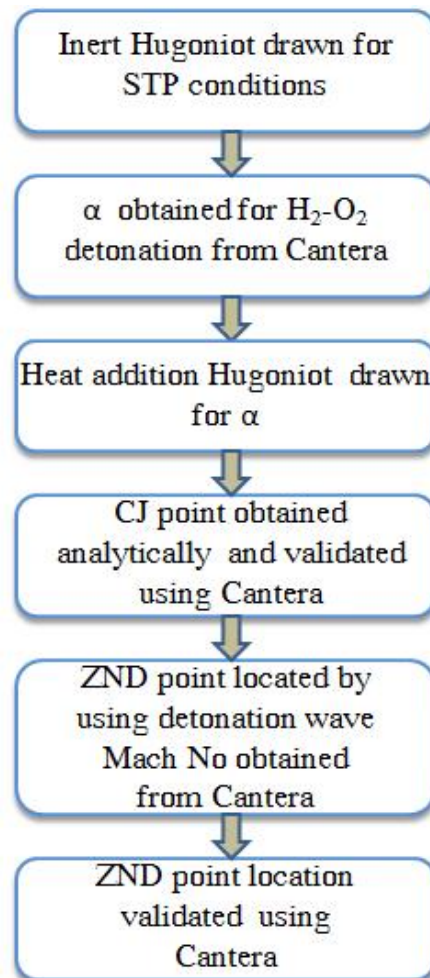 Inert Hugoniot drawn for
STP conditions
α obtained for H₂-O₂
detonation from Cantera
Heat addition Hugoniot drawn
for α
CJ point obtained
analytically and validated
using Cantera
ZND point located by
using detonation wave
Mach No obtained
from Cantera
ZND point location
validated using
Cantera